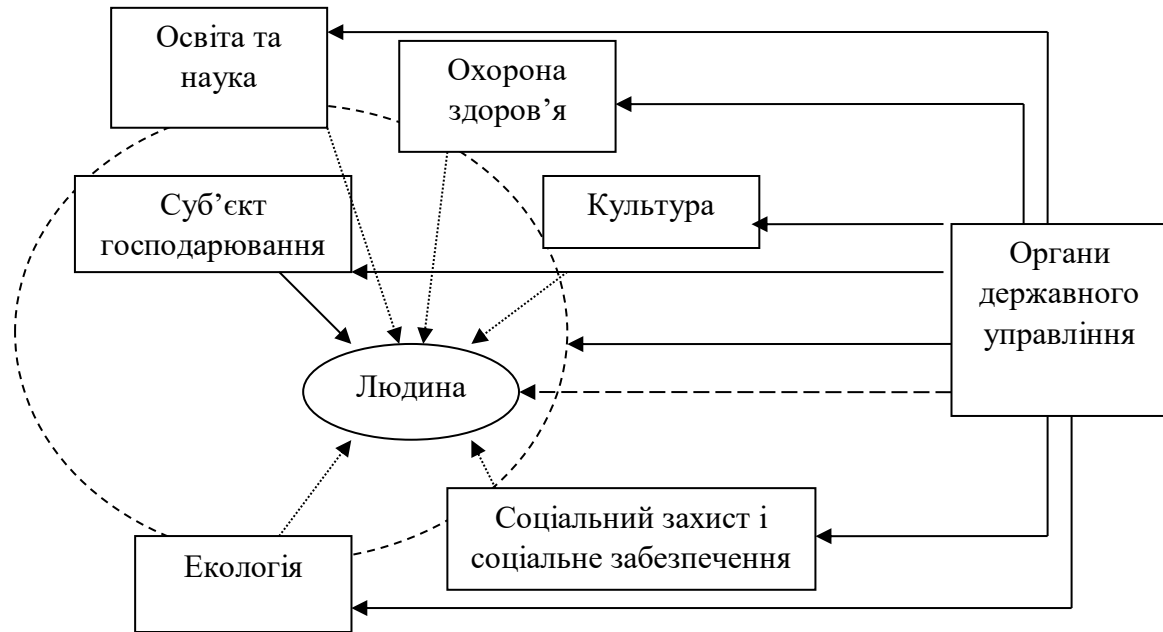 Освіта та
наука
Охорона
здоров’я
Суб’єкт
господарювання
Культура
Органи
державного
управління
Людина
Соціальний захист і
соціальне забезпечення
Екологія